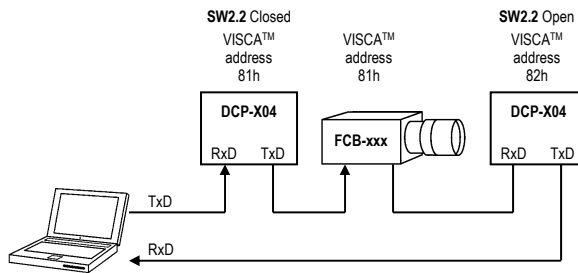 SW2.2 Closed
VISCA™
address
81h
VISCA™
address
81h
SW2.2 Open
VISCA™
address
82h
DCP-X04
RxD TxD
FCB-xxx
DCP-X04
RxD TxD
TxD
RxD